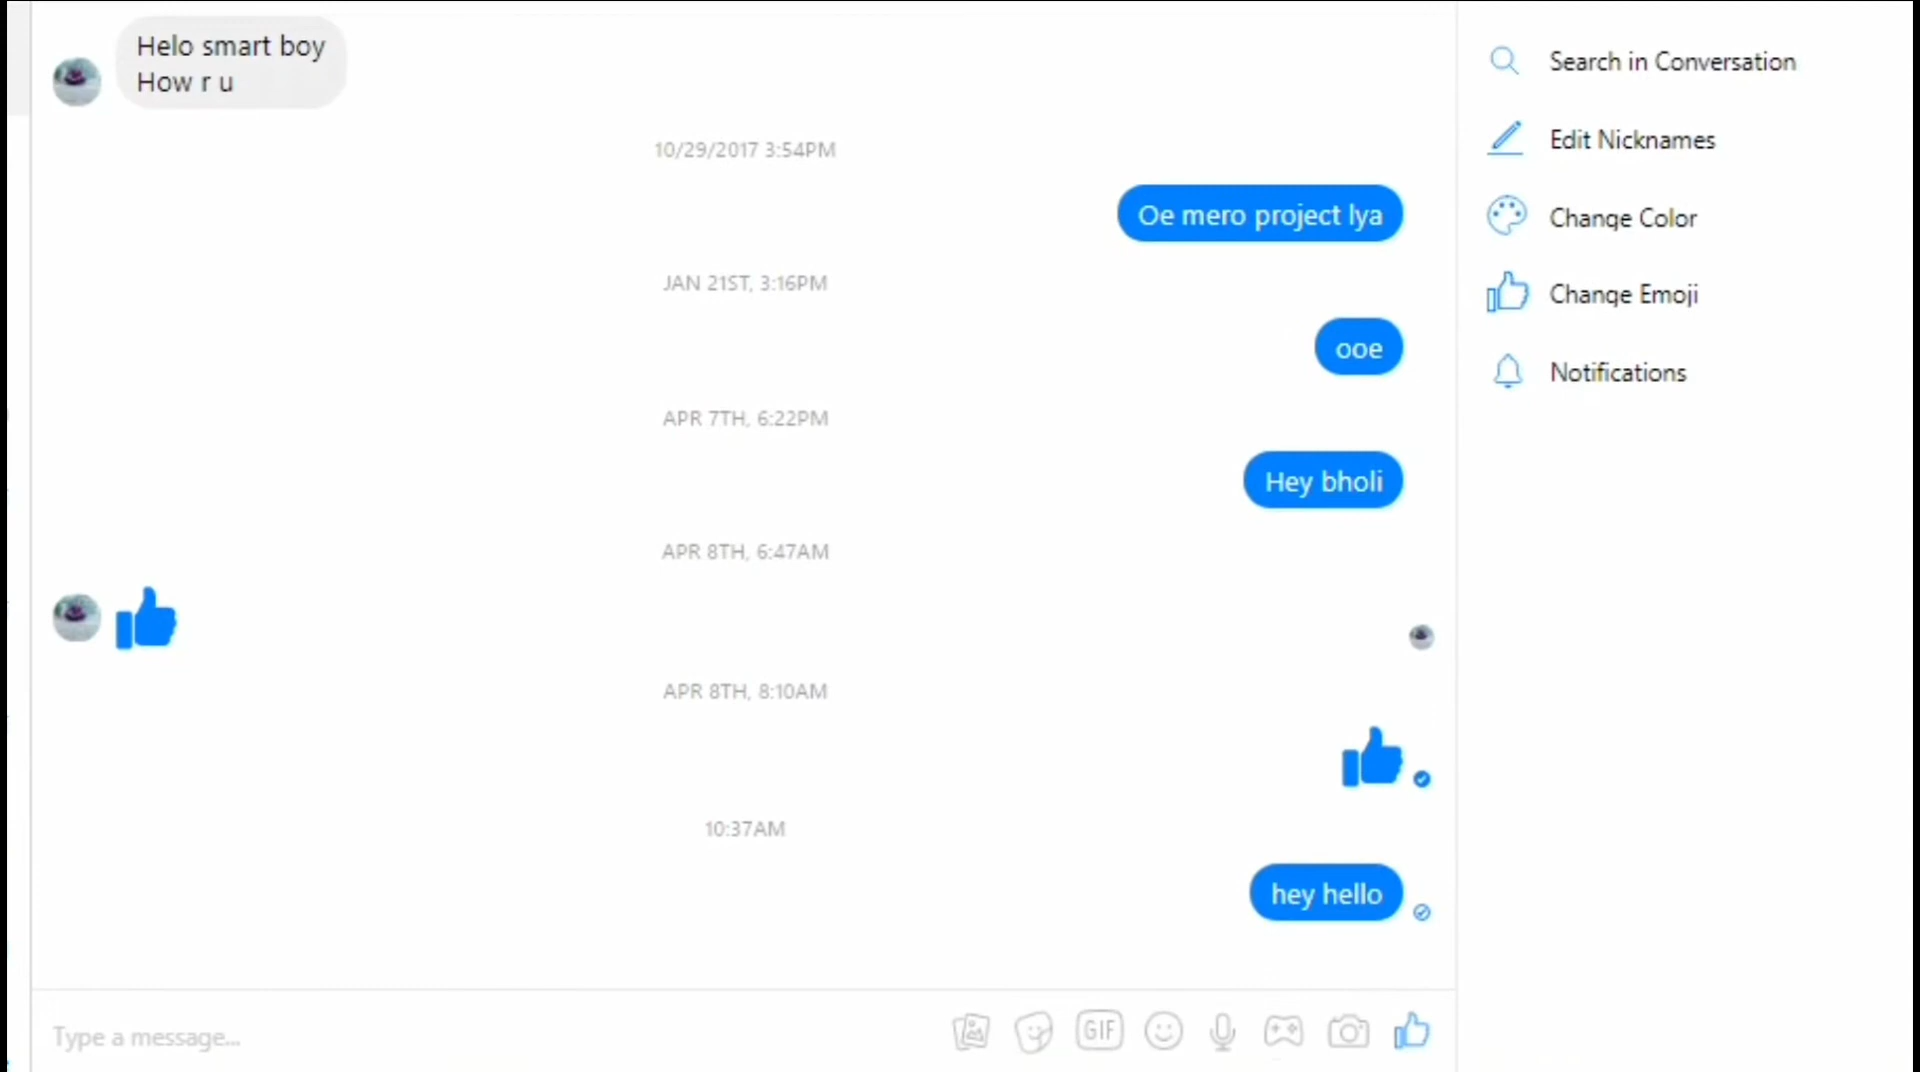 Helo smart boy
How r u
10/29/2017 3:54PM
Oe mero project lya
JAN 21ST, 3:16PM
ooe
APR 7TH, 6:22PM
Hey bholi
APR 8TH, 6:47AM
APR 8TH, 8:10AM
10:37AM
hey hello
Type a message...
GIF
Search in Conversation
Edit Nicknames
Change Color
Change Emoji
Notifications